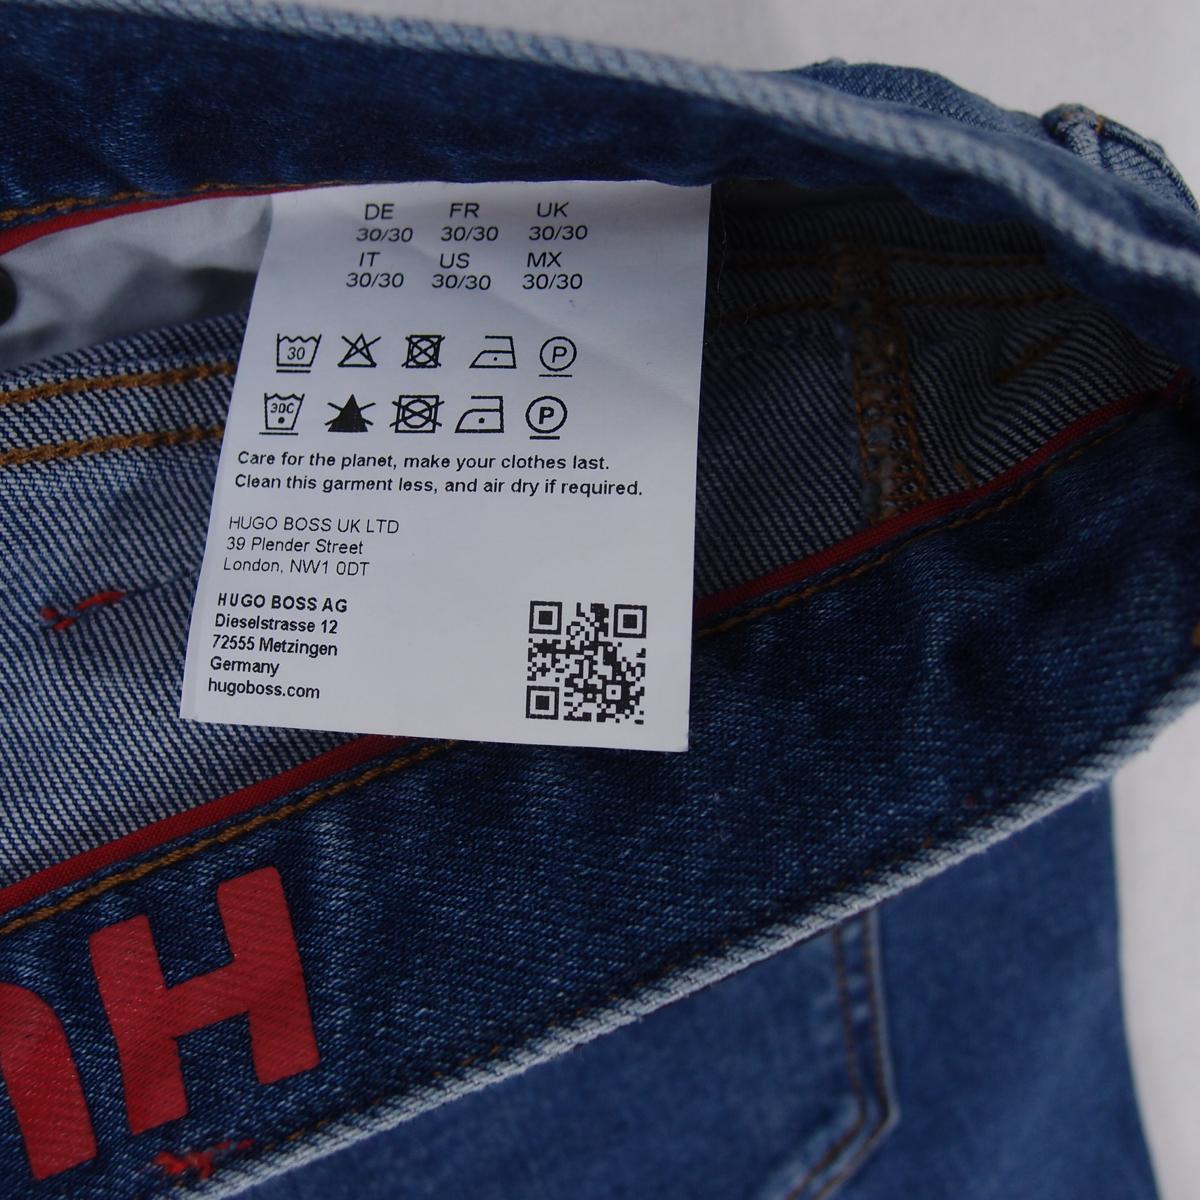 DE FR UK
30/30 30/30 30/30
IT US MX
30/30 30/30 30/30
30 P
30C P
Care for the planet, make your clothes last.
Clean this garment less, and air dry if required.
HUGO BOSS UK LTD
39 Plender Street
London, NW1 0DT
HUGO BOSS AG
Dieselstrasse 12
72555 Metzingen
Germany
hugoboss.com
H